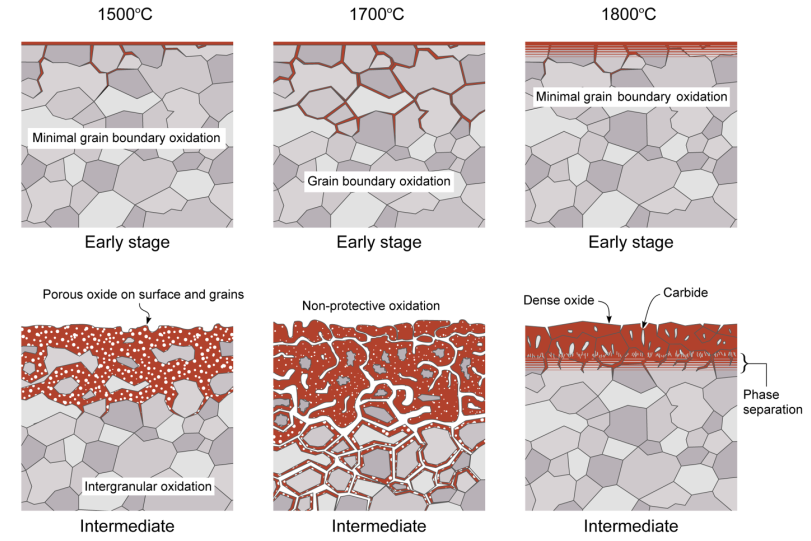 1500°C
1700°C
1800°C
Minimal grain boundary oxidation
Grain boundary oxidation
Minimal grain boundary oxidation
Early stage
Early stage
Early stage
Porous oxide on surface and grains
Non-protective oxidation
Dense oxide
Carbide
Phase
separation
Intergranular oxidation
Intermediate
Intermediate
Intermediate